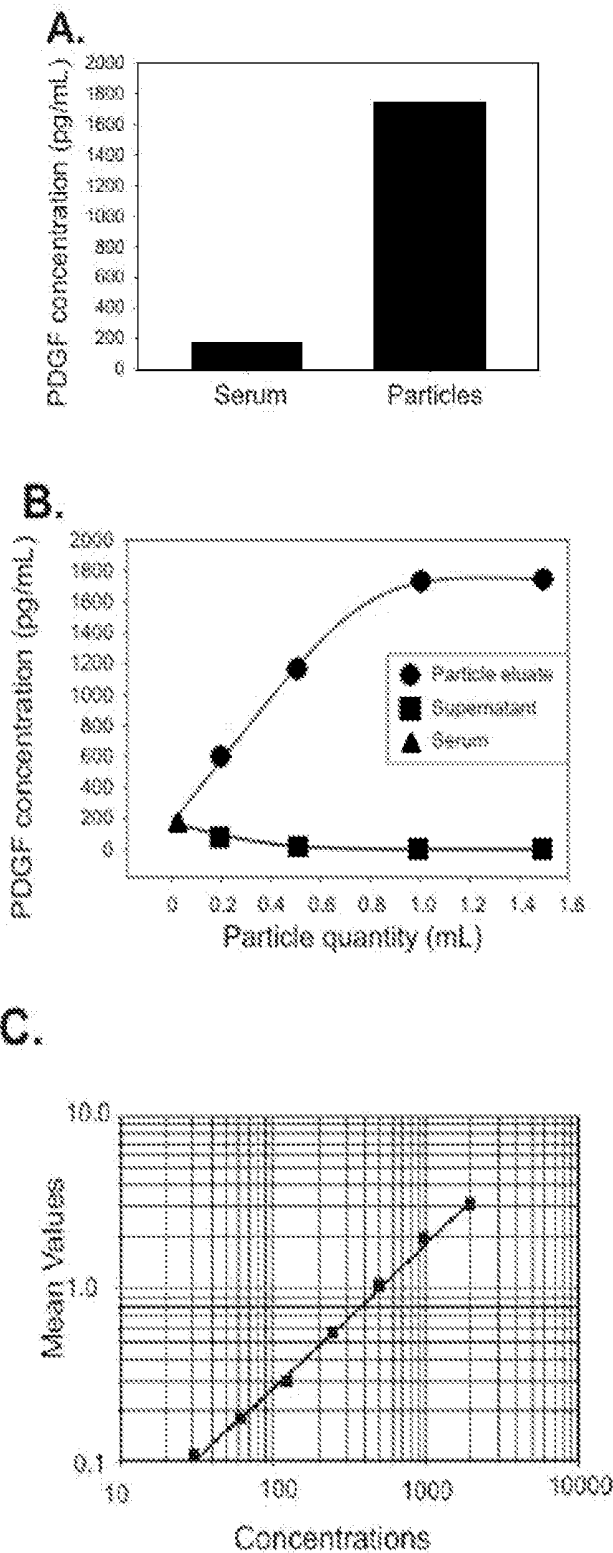 A.
PDGF concentration (pg/mL)
2000
1800
1600
1400
1200
1000
800
600
400
200
0
Serum Particles
B.
PDGF concentration (pg/mL)
2000
1800
1600
1400
1200
1000
800
600
400
200
0
Particle eluate
Supernatant
Serum
0 0.2 0.4 0.6 0.8 1.0 1.2 1.4 1.6
Particle quantity (mL)
C.
Mean Values
10.0
1.0
0.1
10 100 1000 10000
Concentrations